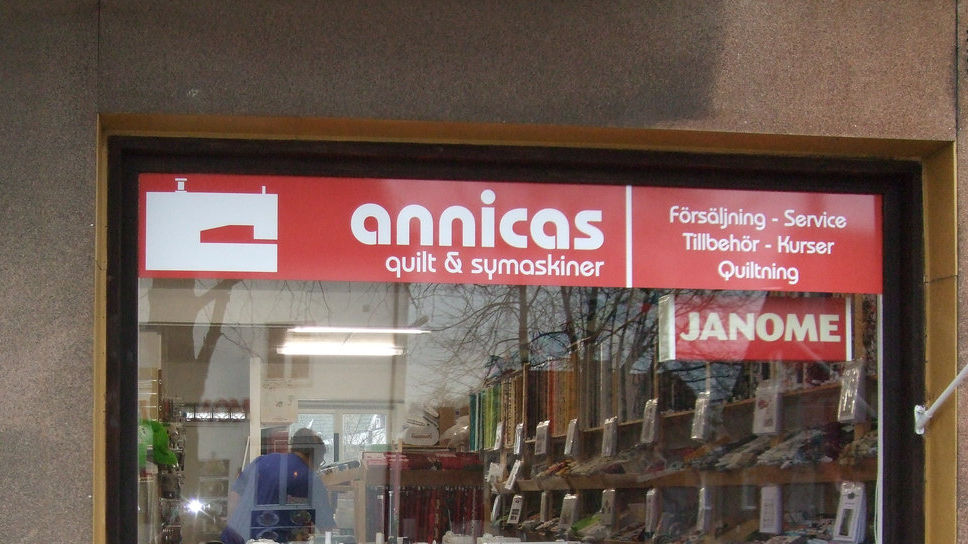 annicas
quilt & symaskiner
Försäljning - Service
Tillbehör - Kurser
Quiltning
JANOME